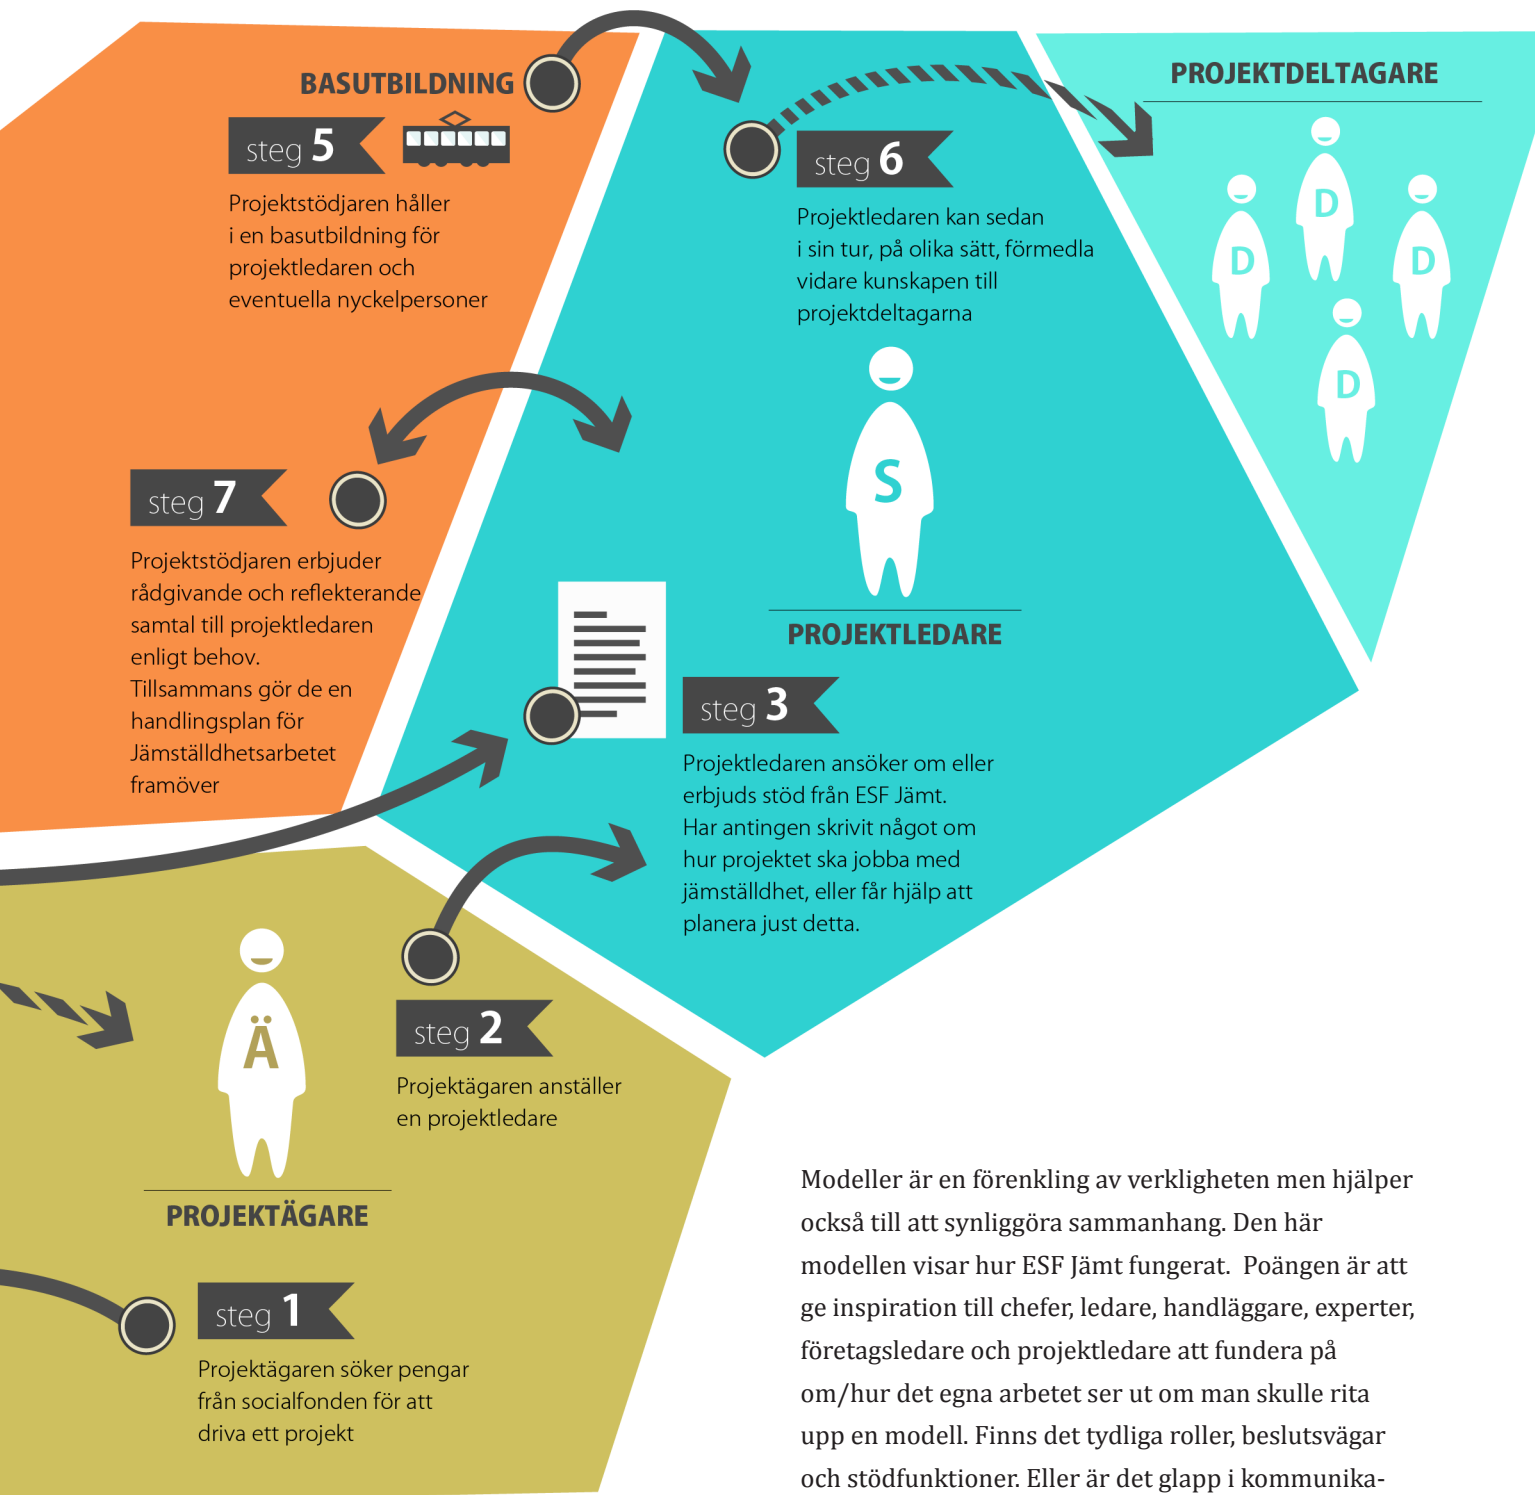 BASUTBILDNING
steg 5
Projektstödjaren håller
i en basutbildning för
projektledaren och
eventuella nyckelpersoner
steg 6
Projektledaren kan sedan
i sin tur, på olika sätt, förmedla
vidare kunskapen till
projektdeltagarna
PROJEKTDELTAGARE
D
D
D
D
steg 7
Projektstödjaren erbjuder
rådgivande och reflekterande
samtal till projektledaren
enligt behov.
Tillsammans gör de en
handlingsplan för
Jämställdhetsarbetet
framöver
S
PROJEKTLEDARE
steg 3
Projektledaren ansöker om eller
erbjuds stöd från ESF Jämt.
Har antingen skrivit något om
hur projektet ska jobba med
jämställdhet, eller får hjälp att
planera just detta.
Ä
PROJEKTÄGARE
steg 2
Projektägaren anställer
en projektledare
steg 1
Projektägaren söker pengar
från socialfonden för att
driva ett projekt
Modeller är en förenkling av verkligheten men hjälper
också till att synliggöra sammanhang. Den här
modellen visar hur ESF Jämt fungerat.  Poängen är att
ge inspiration till chefer, ledare, handläggare, experter,
företagsledare och projektledare att fundera på
om/hur det egna arbetet ser ut om man skulle rita
upp en modell. Finns det tydliga roller, beslutsvägar
och stödfunktioner. Eller är det glapp i kommunika-